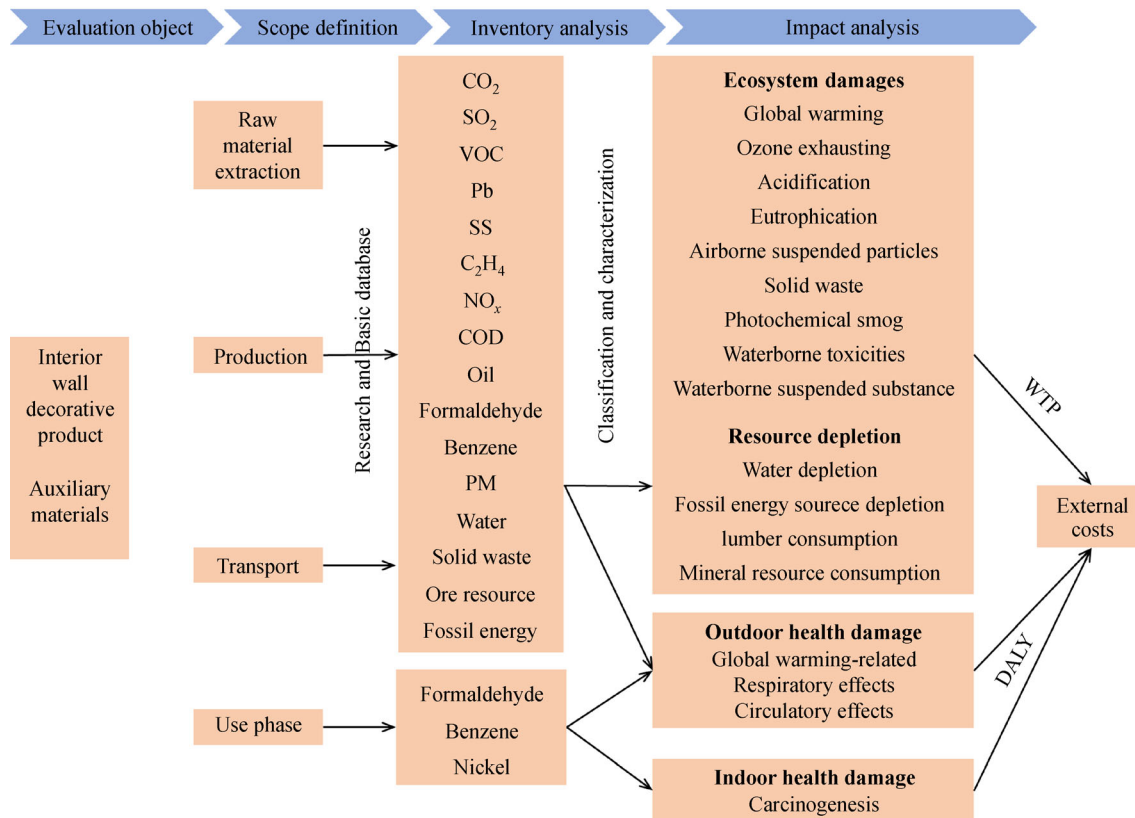 Evaluation object
Scope definition
Inventory analysis
Impact analysis
Interior
wall
decorative
product
Auxiliary
materials
Raw
material
extraction
Production
Transport
Use phase
Research and Basic database
CO2
SO2
VOC
Pb
SS
C2H4
NOx
COD
Oil
Formaldehyde
Benzene
PM
Water
Solid waste
Ore resource
Fossil energy
Formaldehyde
Benzene
Nickel
Classification and characterization
Ecosystem damages
Global warming
Ozone exhausting
Acidification
Eutrophication
Airborne suspended particles
Solid waste
Photochemical smog
Waterborne toxicities
Waterborne suspended substance
Resource depletion
Water depletion
Fossil energy sourece depletion
lumber consumption
Mineral resource consumption
Outdoor health damage
Global warming-related
Respiratory effects
Circulatory effects
Indoor health damage
Carcinogenesis
WTP
DALY
External
costs